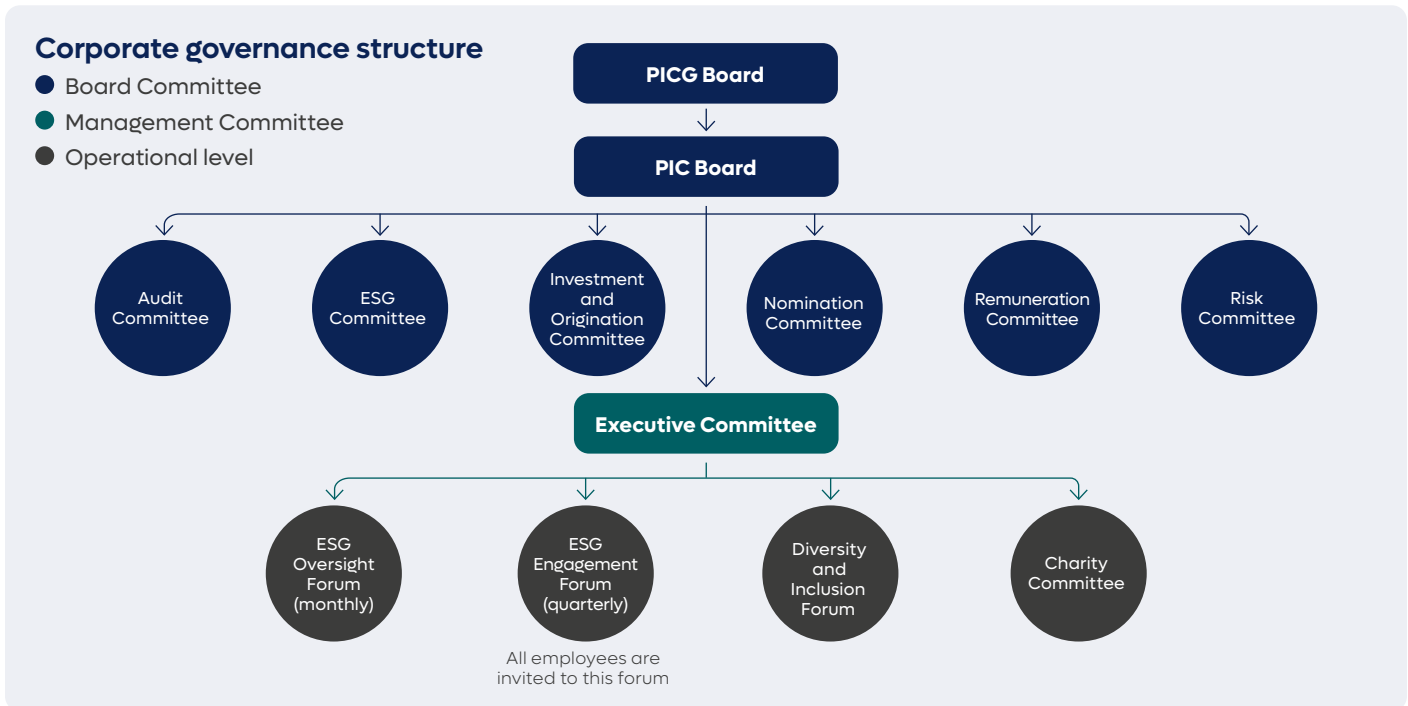 Corporate governance structure
Board Committee
Management Committee
Operational level
PICG Board
PIC Board
Audit
Committee
ESG
Committee
Investment
and
Origination
Committee
Nomination
Committee
Remuneration
Committee
Risk
Committee
Executive Committee
ESG
Oversight
Forum
(monthly)
ESG
Engagement
Forum
(quarterly)
Diversity
and
Inclusion
Forum
Charity
Committee
All employees are
invited to this forum